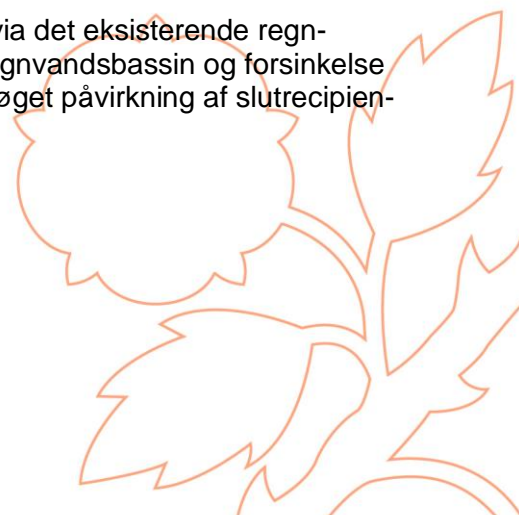 via det eksisterende regn-
gnvandsbassin og forsinkelse
øget påvirkning af slutrecipien-